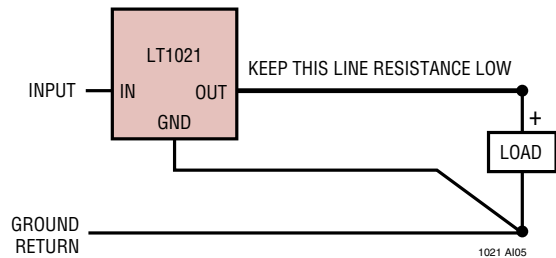 LT1021
KEEP THIS LINE RESISTANCE LOW
INPUT
IN
OUT
GND
+
LOAD
GROUND
RETURN
1021 AI05